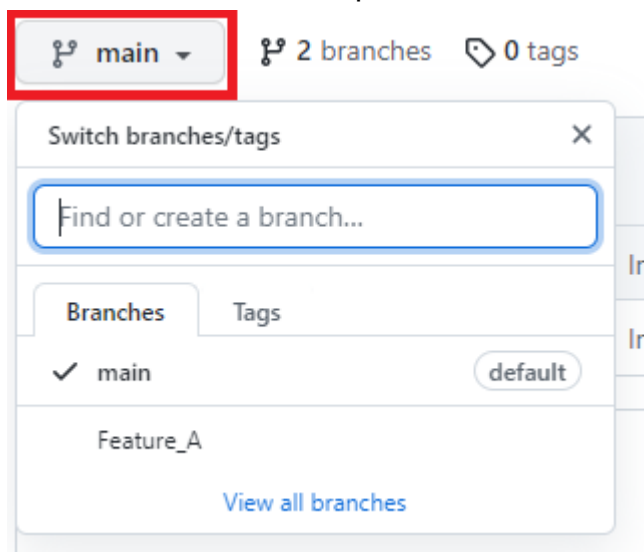 main 2 branches 0 tags
Switch branches/tags
Find or create a branch...
Branches Tags
main default
Feature_A
View all branches